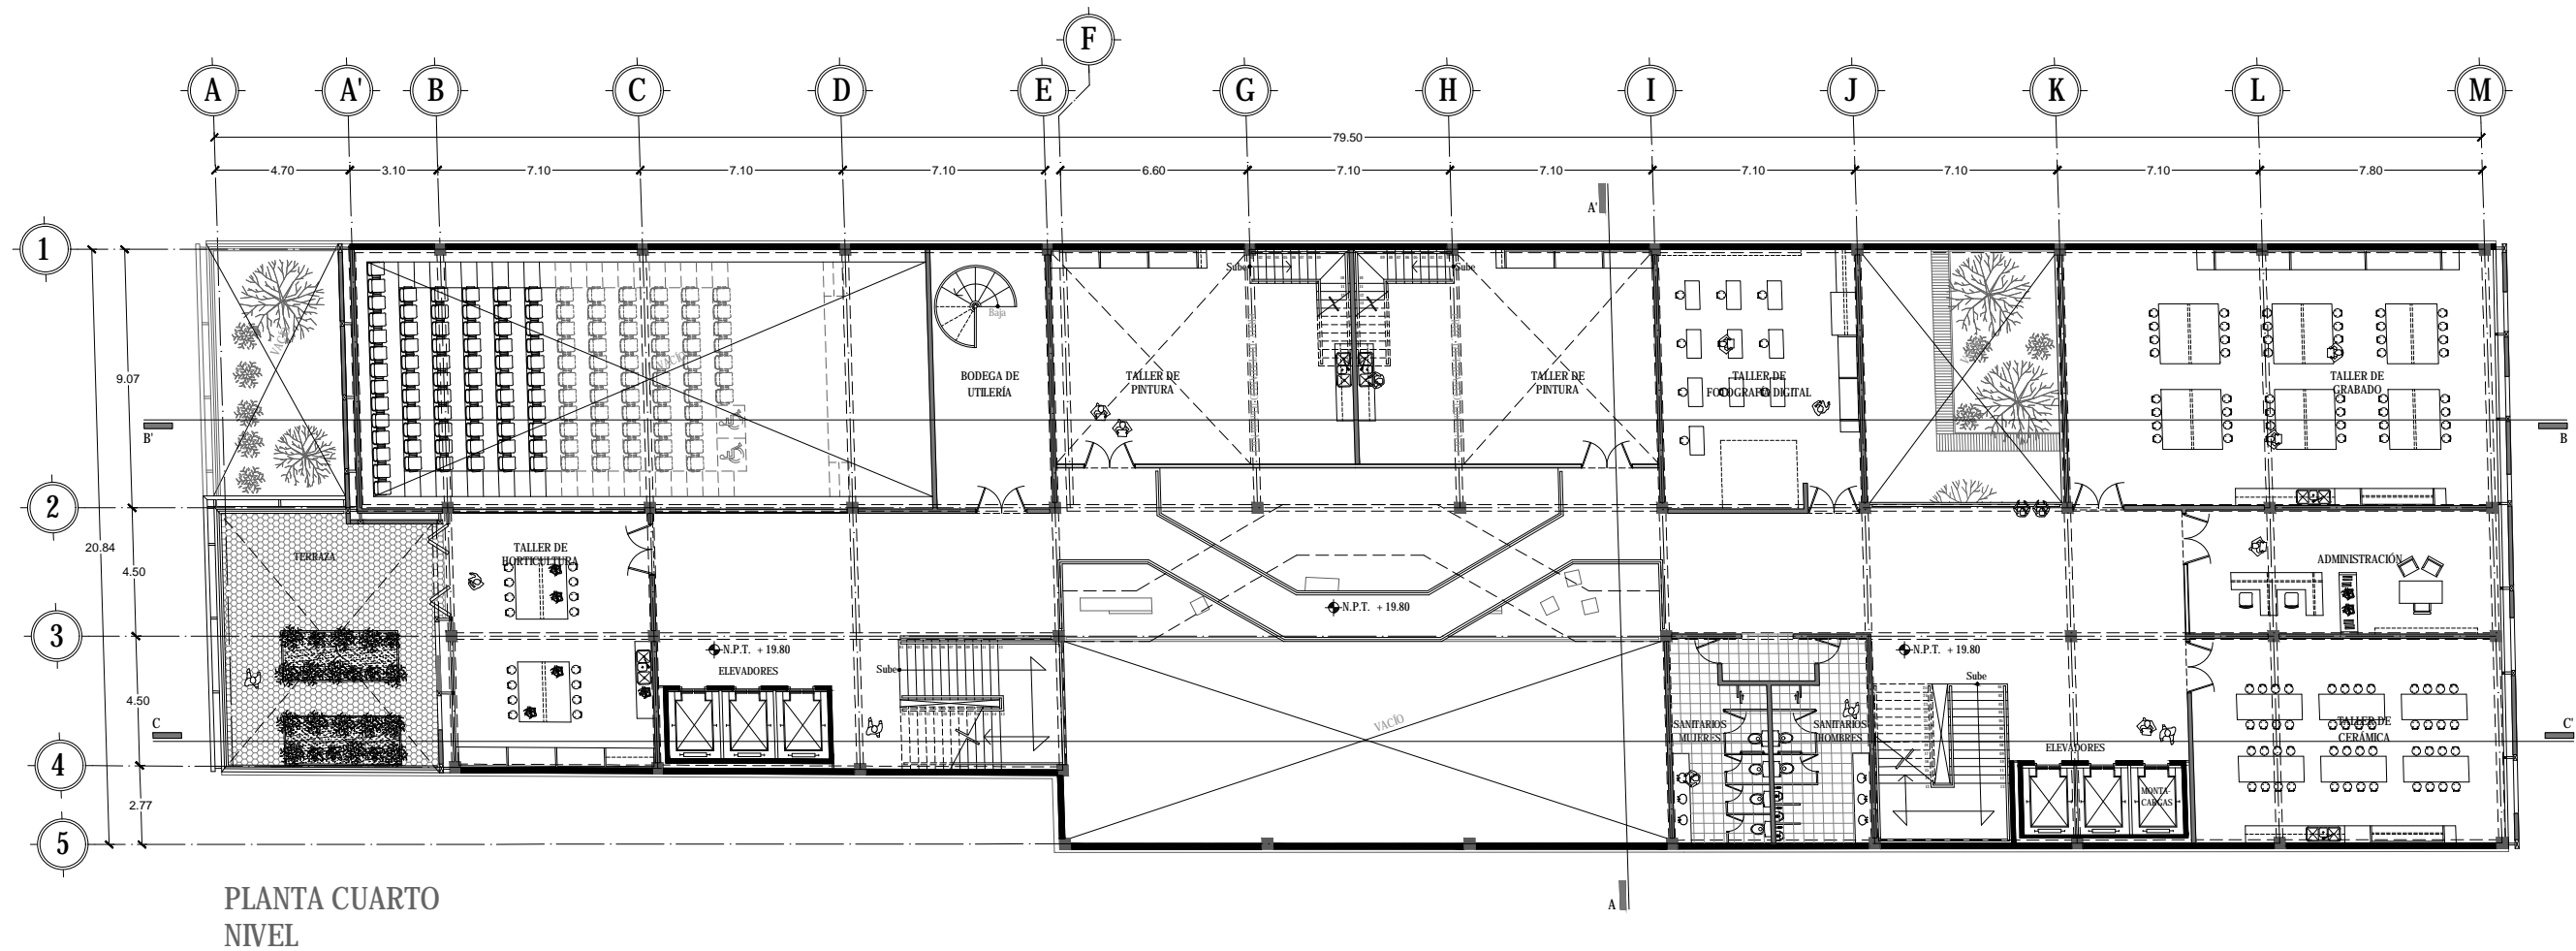 F
A
A'
B
C
D
E
G
H
I
J
K
L
M
79.50
4.70
3.10
7.10
7.10
7.10
6.60
7.10
7.10
7.10
7.10
7.10
7.80
A'
1
2
3
4
5
9.07
20.84
4.50
4.50
2.77
VACÍO
VACÍO
Baja
Sube
Sube
BODEGA DE
UTILERÍA
TALLER DE
PINTURA
TALLER DE
PINTURA
TALLER DE
FOTOGRAFÍA DIGITAL
TALLER DE
GRABADO
B'
B
TERRAZA
TALLER DE
HORTICULTURA
ADMINISTRACIÓN
N.P.T. + 19.80
N.P.T. + 19.80
N.P.T. + 19.80
ELEVADORES
Sube
Sube
C
C'
VACÍO
SANITARIOS
MUJERES
SANITARIOS
HOMBRES
TALLER DE
CERÁMICA
ELEVADORES
MONTA-
CARGAS
A
PLANTA CUARTO
NIVEL